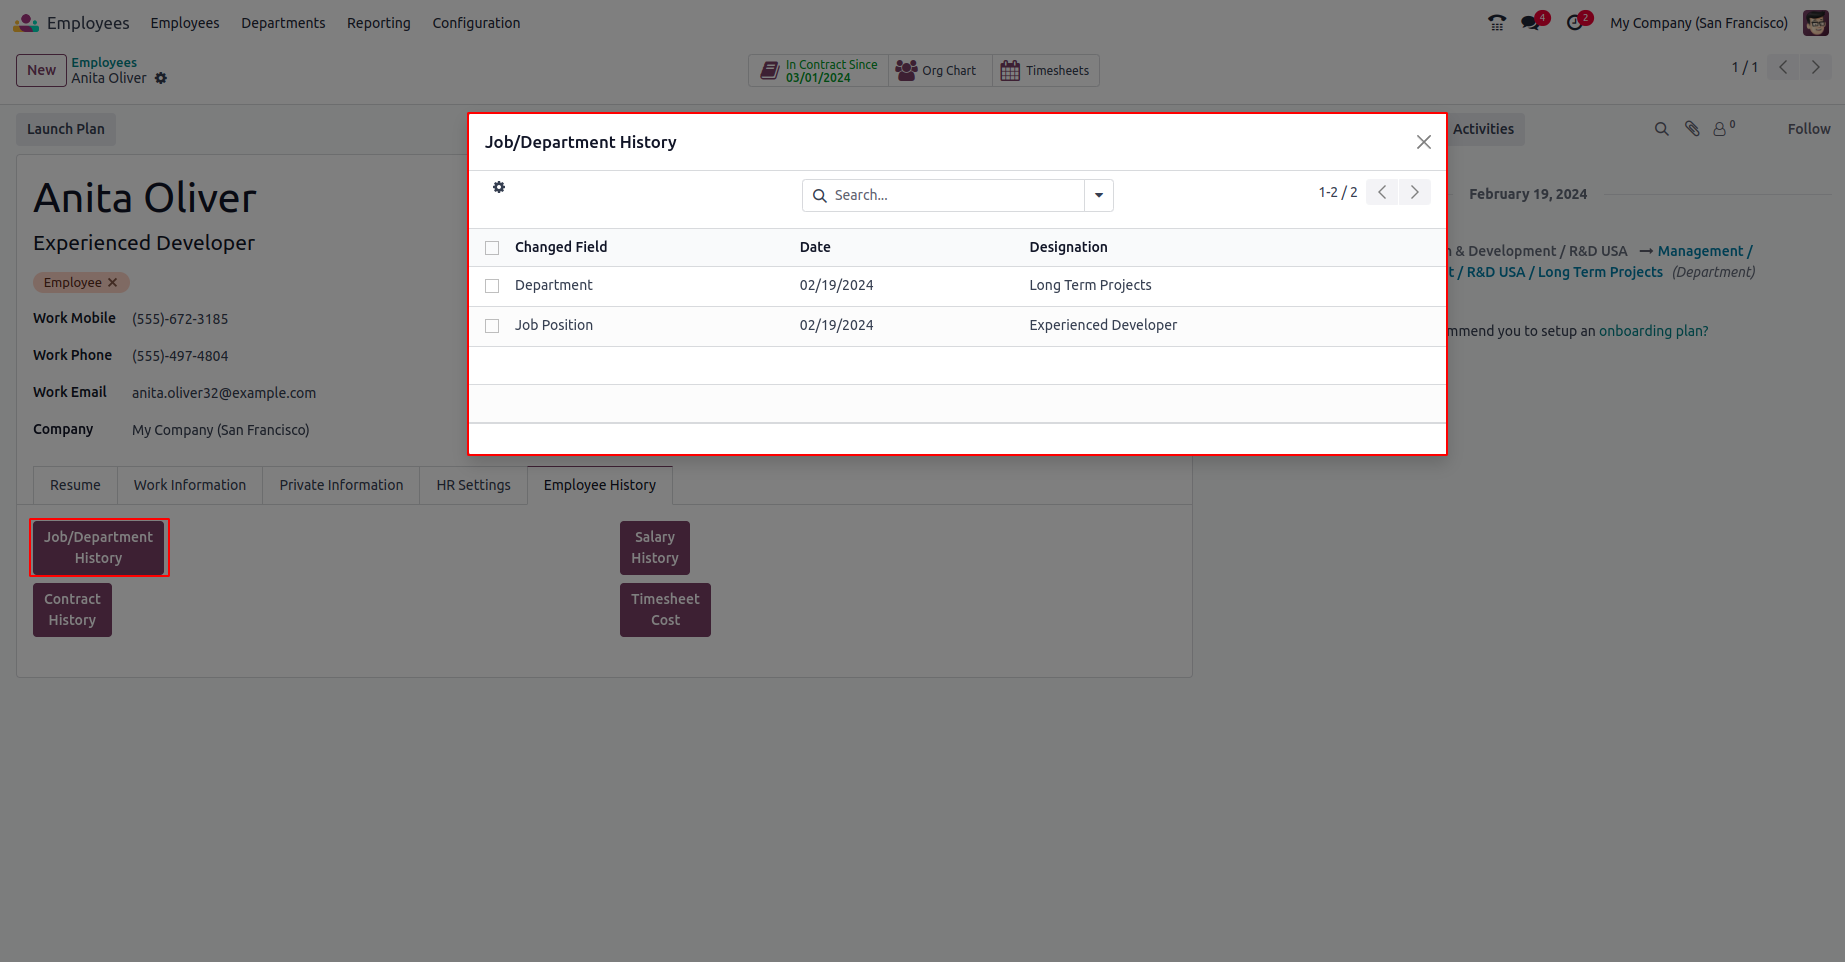 Employees Employees Departments Reporting Configuration 4 2 My Company (San Francisco)
New Employees
Anita Oliver
In Contract Since
03/01/2024
Org Chart Timesheets 1 / 1
Launch Plan Activities 0 Follow
Job/Department History
Search... 1-2 / 2
Changed Field Date Designation
Department 02/19/2024 Long Term Projects
Job Position 02/19/2024 Experienced Developer
Anita Oliver
Experienced Developer
Employee
Work Mobile (555)-672-3185
Work Phone (555)-497-4804
Work Email anita.oliver32@example.com
Company My Company (San Francisco)
February 19, 2024
& Development / R&D USA → Management /
/ R&D USA / Long Term Projects (Department)
you to setup an onboarding plan?
Resume Work Information Private Information HR Settings Employee History
Job/Department
History
Salary
History
Contract
History
Timesheet
Cost